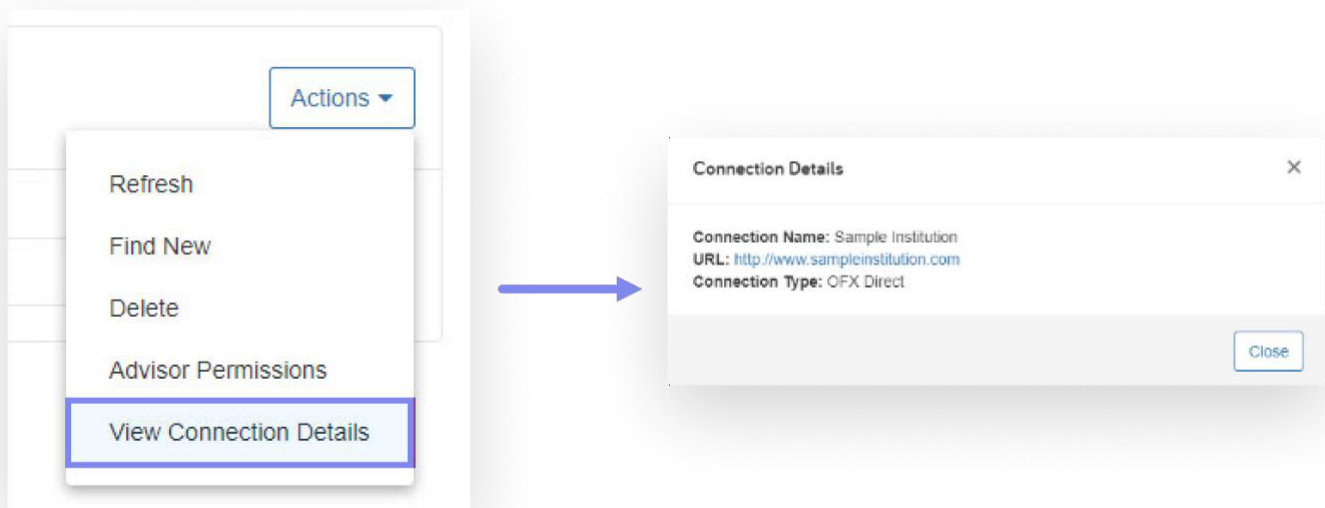 Actions
Refresh
Find New
Delete
Advisor Permissions
View Connection Details
Connection Details
Connection Name: Sample Institution
URL: http://www.sampleinstitution.com
Connection Type: OFX Direct
Close